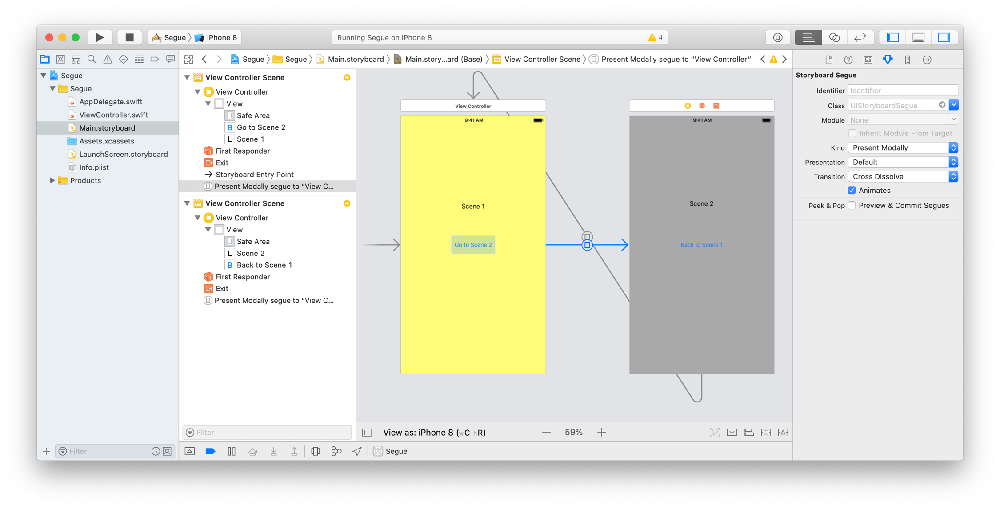 Segue iPhone 8
Running Segue on iPhone 8
4
Segue Segue Main.storyboard Main.story...ard (Base) View Controller Scene Present Modally segue to “View Controller”
Segue
Segue
AppDelegate.swift
ViewController.swift
Main.storyboard
Assets.xcassets
LaunchScreen.storyboard
Info.plist
Products
Filter
View Controller Scene
View Controller
View
Safe Area
B Go to Scene 2
L Scene 1
First Responder
Exit
Storyboard Entry Point
Present Modally segue to “View C...
View Controller Scene
View Controller
View
Safe Area
L Scene 2
B Back to Scene 1
First Responder
Exit
Present Modally segue to “View C...
Filter
View Controller
9:41 AM
Scene 1
Go to Scene 2
9:41 AM
Scene 2
Back to Scene 1
View as: iPhone 8 (wC hR)
59%
Segue
Storyboard Segue
Identifier Identifier
Class UIStoryboardSegue
Module None
Inherit Module From Target
Kind Present Modally
Presentation Default
Transition Cross Dissolve
Animates
Peek & Pop Preview & Commit Segues